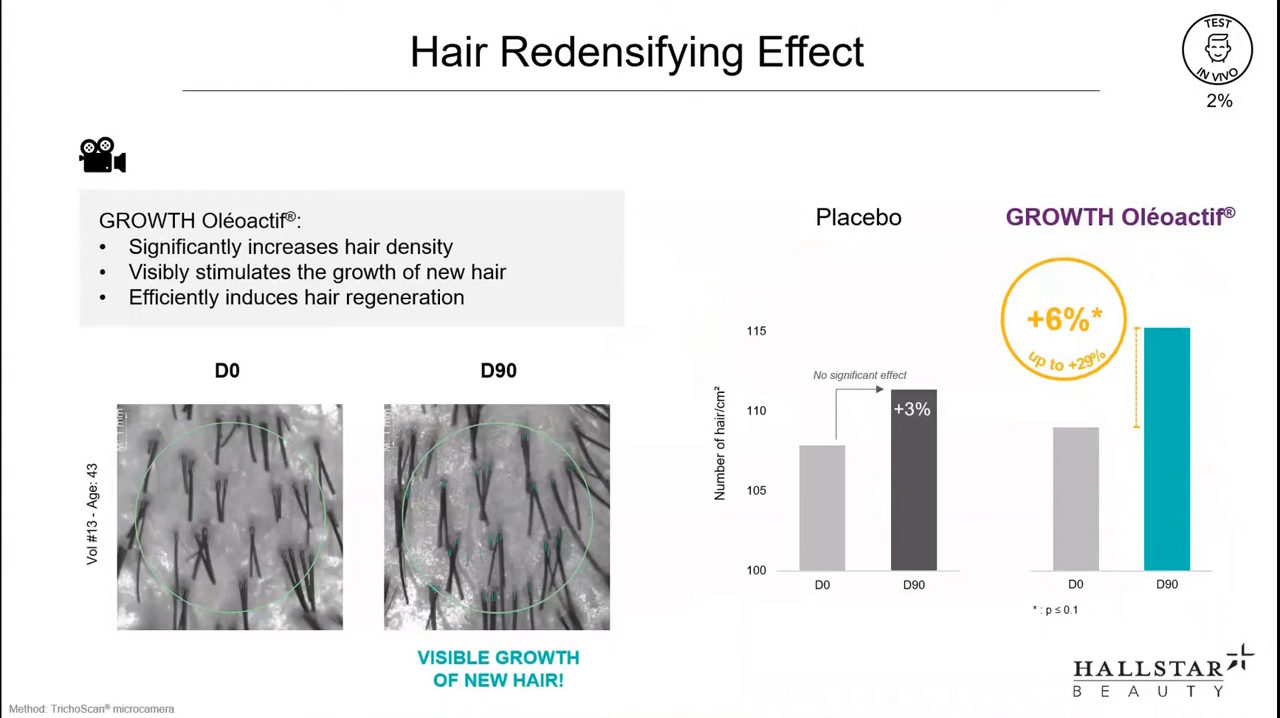 Hair Redensifying Effect
TEST
IN VIVO
2%
GROWTH Oléoactif®:
• Significantly increases hair density
• Visibly stimulates the growth of new hair
• Efficiently induces hair regeneration
D0
D90
Vol #13 - Age: 43
VISIBLE GROWTH
OF NEW HAIR!
Placebo
GROWTH Oléoactif®
+6%*
up to +29%
No significant effect
+3%
Number of hair/cm²
115
110
105
100
D0
D90
D0
D90
* : p ≤ 0.1
HALLSTAR
BEAUTY
Method: TrichoScan® microcamera